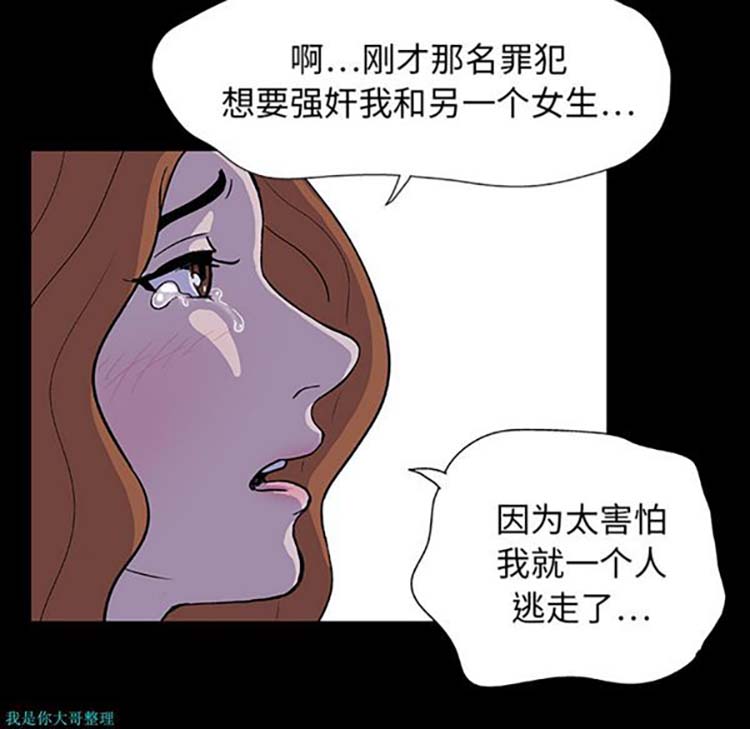 啊...刚才那名罪犯
想要强奸我和另一个女生...
因为太害怕
我就一个人
逃走了...
我是你大哥整理